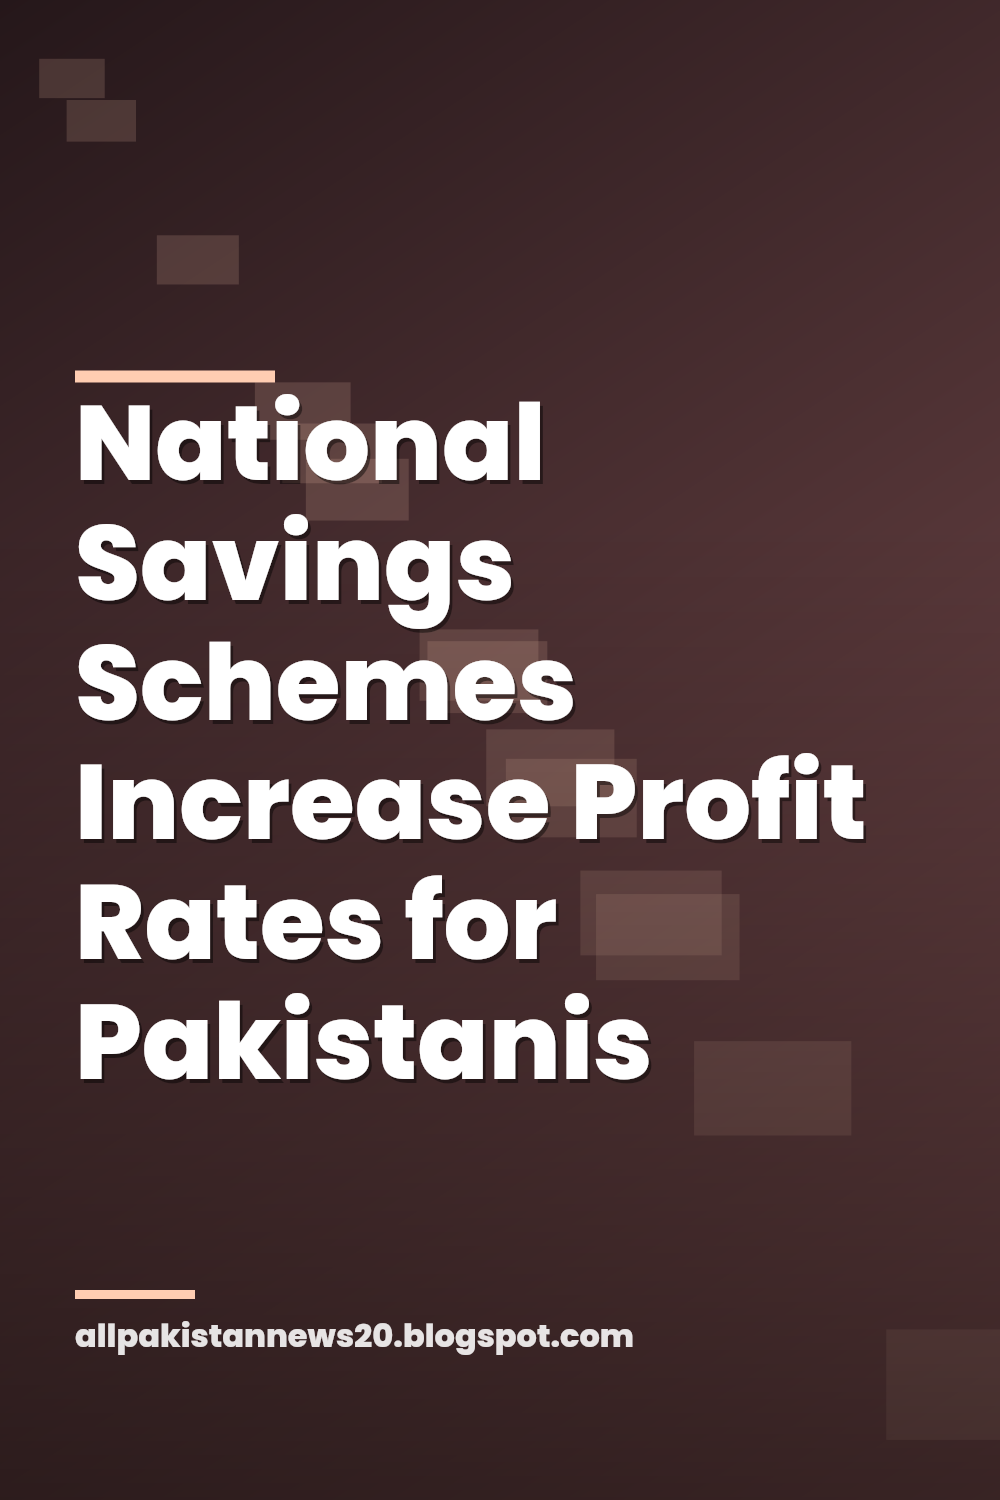 National
Savings
Schemes
Increase Profit
Rates for
Pakistanis
allpakistannews20.blogspot.com